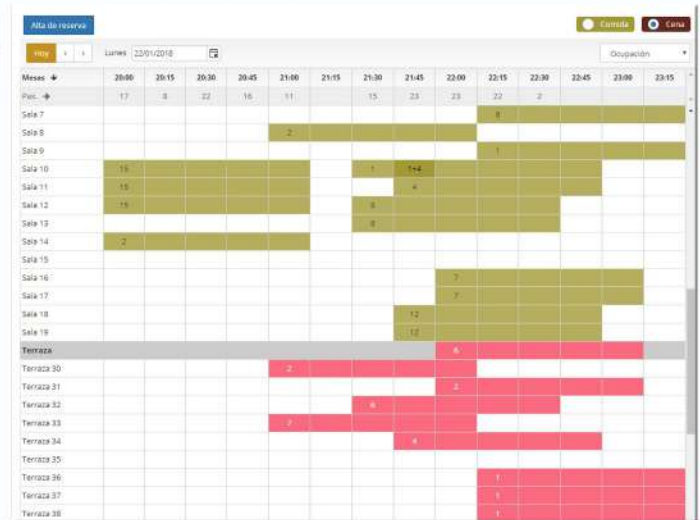 Alta de reserva
Comida Cena
Hoy Lunes 22/01/2018 Ocupación
Mesas 20:00 20:15 20:30 20:45 21:00 21:15 21:30 21:45 22:00 22:15 22:30 22:45 23:00 23:15
Pax. 17 8 22 16 11 15 23 23 22 2
Sala 7 8
Sala 8 2
Sala 9 1
Sala 10 15 1 1+4
Sala 11 15 4
Sala 12 15 8
Sala 13 8
Sala 14 2
Sala 15
Sala 16 7
Sala 17 7
Sala 18 12
Sala 19 12
Terraza 6
Terraza 30 2
Terraza 31 2
Terraza 32 6
Terraza 33 2
Terraza 34 4
Terraza 35
Terraza 36 1
Terraza 37 1
Terraza 38 1